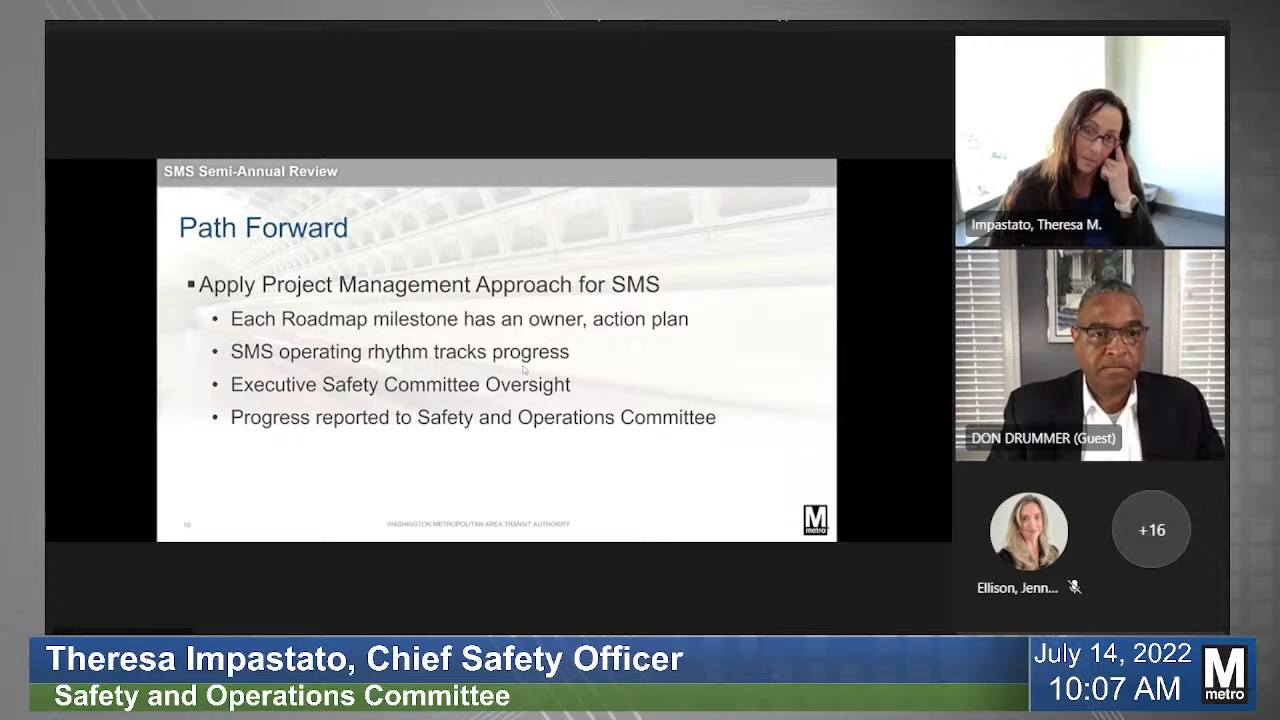 SMS Semi-Annual Review
Path Forward
Apply Project Management Approach for SMS
Each Roadmap milestone has an owner, action plan
SMS operating rhythm tracks progress
Executive Safety Committee Oversight
Progress reported to Safety and Operations Committee
10
WASHINGTON METROPOLITAN AREA TRANSIT AUTHORITY
M
metro
Impastato, Theresa M.
DON DRUMMER (Guest)
+16
Ellison, Jenn...
Theresa Impastato, Chief Safety Officer
Safety and Operations Committee
July 14, 2022
10:07 AM
M
metro